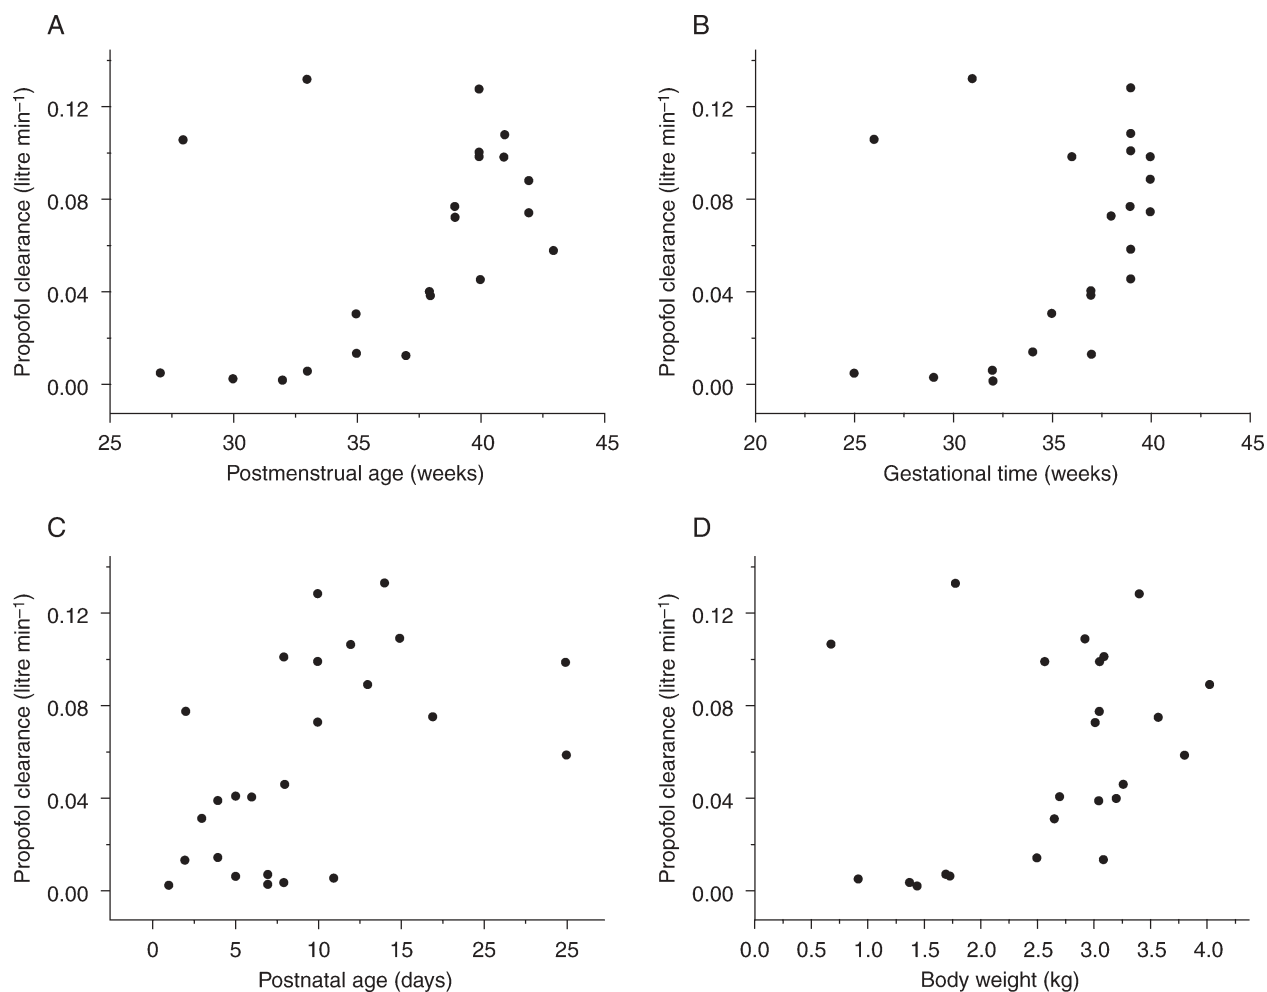 A
Propofol clearance (litre min⁻¹)
0.12
0.08
0.04
0.00
25 30 35 40 45
Postmenstrual age (weeks)
B
Propofol clearance (litre min⁻¹)
0.12
0.08
0.04
0.00
20 25 30 35 40 45
Gestational time (weeks)
C
Propofol clearance (litre min⁻¹)
0.12
0.08
0.04
0.00
0 5 10 15 25 25
Postnatal age (days)
D
Propofol clearance (litre min⁻¹)
0.12
0.08
0.04
0.00
0.0 0.5 1.0 1.5 2.0 2.5 3.0 3.5 4.0
Body weight (kg)